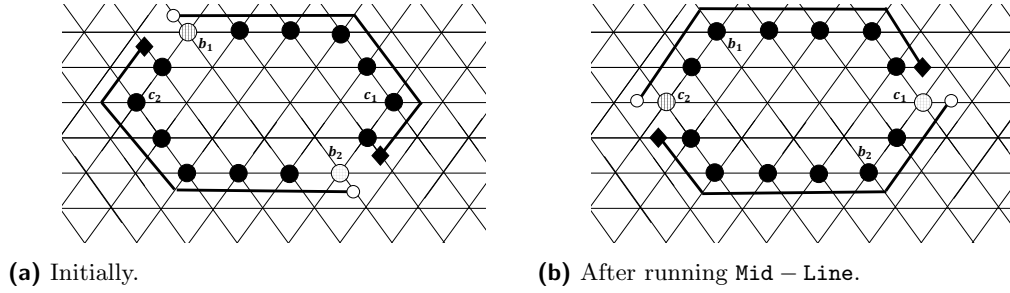 b₁
c₂
c₁
b₂
(a) Initially.
b₁
c₂
c₁
b₂
(b) After running Mid – Line.